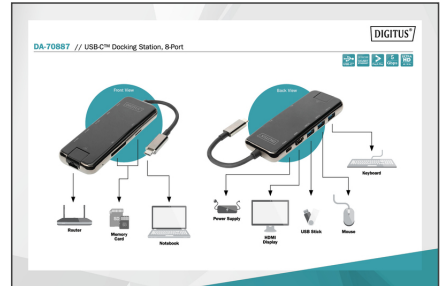 DIGITUS®
DA-70887 // USB-C™ Docking Station, 8-Port
Front View
Back View
Keyboard
Router
Memory
Card
Notebook
Power Supply
HDMI
Display
USB Stick
Mouse